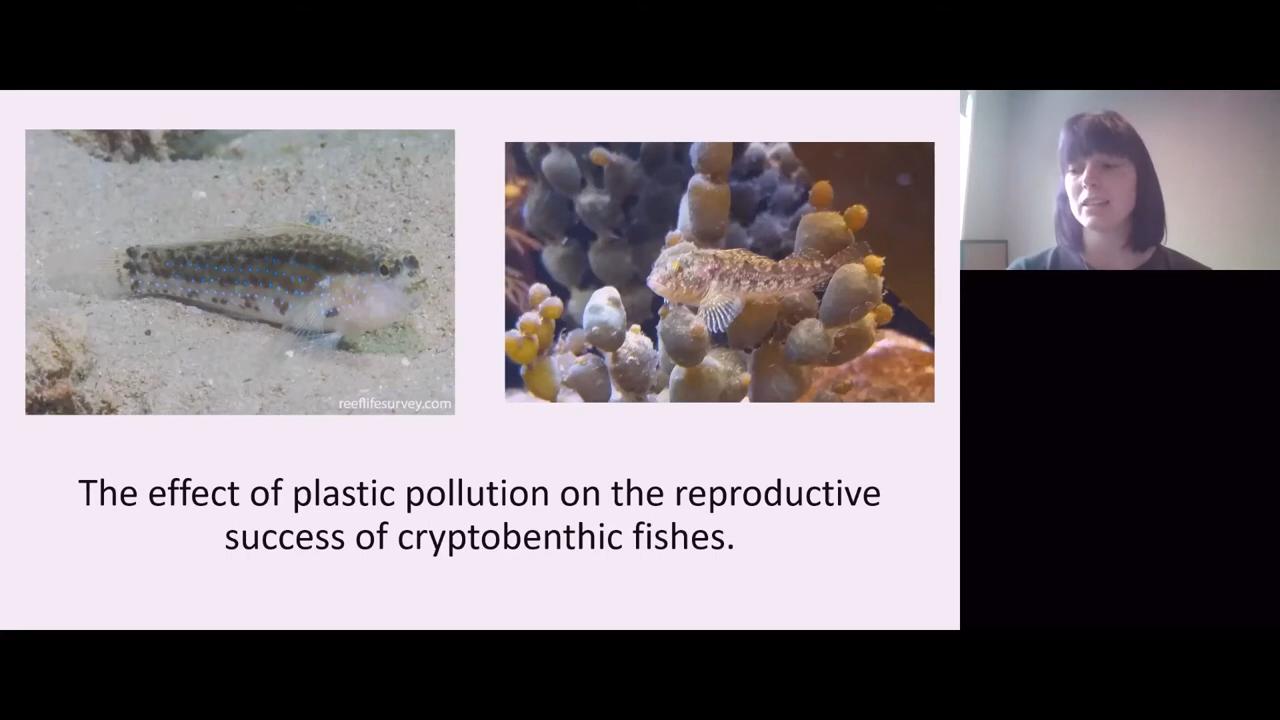 reeflifesurvey.com
The effect of plastic pollution on the reproductive
success of cryptobenthic fishes.